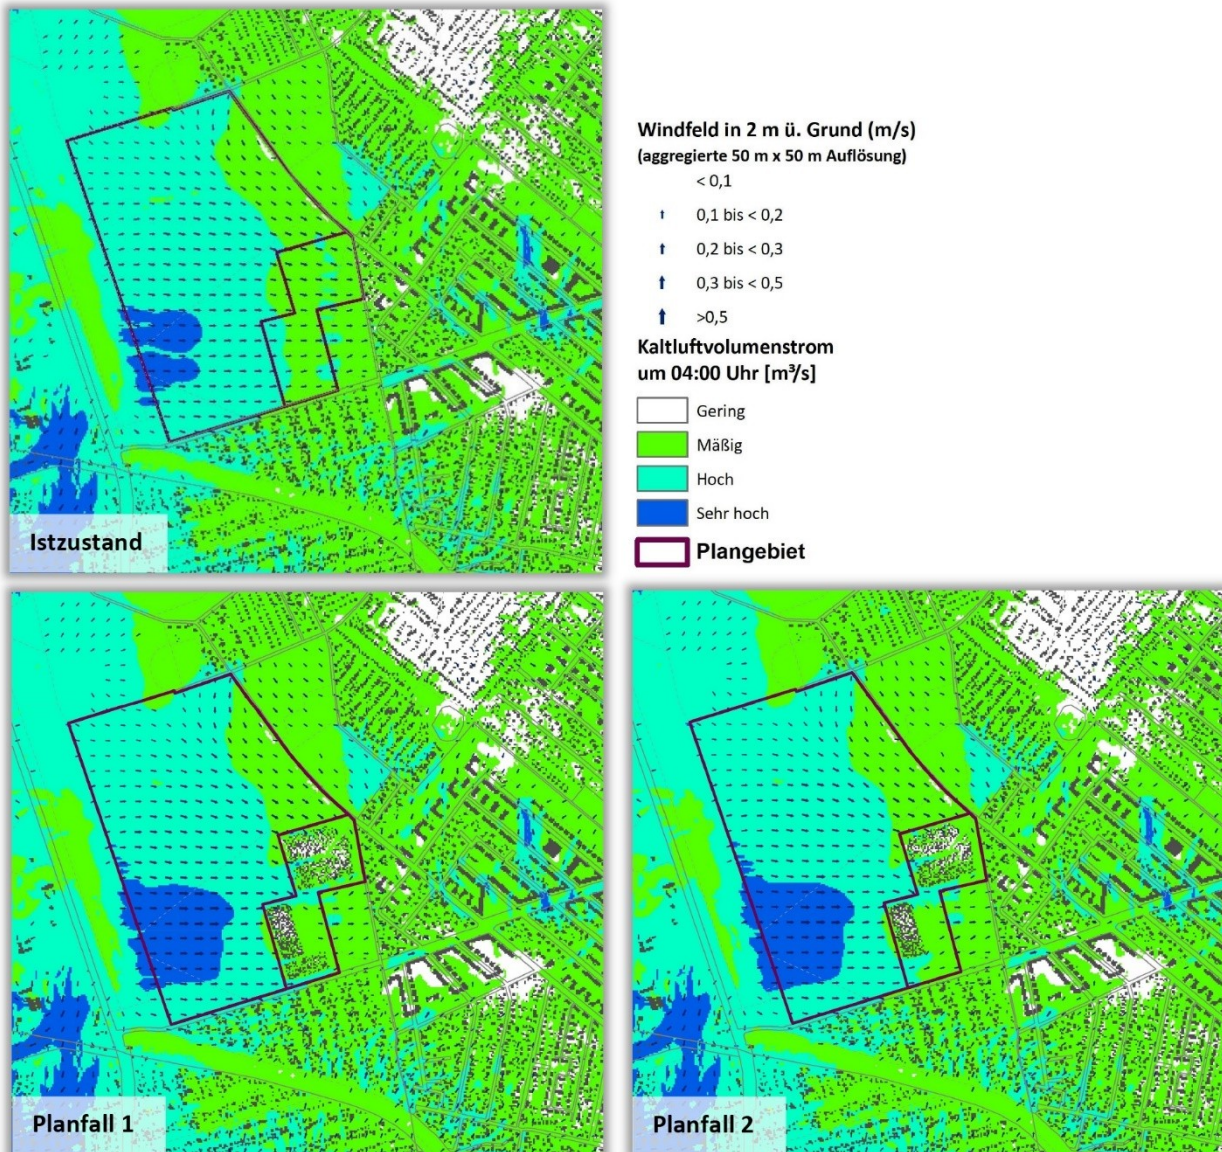 Windfeld in 2 m ü. Grund (m/s)
(aggregierte 50 m x 50 m Auflösung)
< 0,1
0,1 bis < 0,2
0,2 bis < 0,3
0,3 bis < 0,5
>0,5
Kaltluftvolumenstrom
um 04:00 Uhr [m³/s]
Gering
Mäßig
Hoch
Sehr hoch
Plangebiet
Istzustand
Planfall 1
Planfall 2